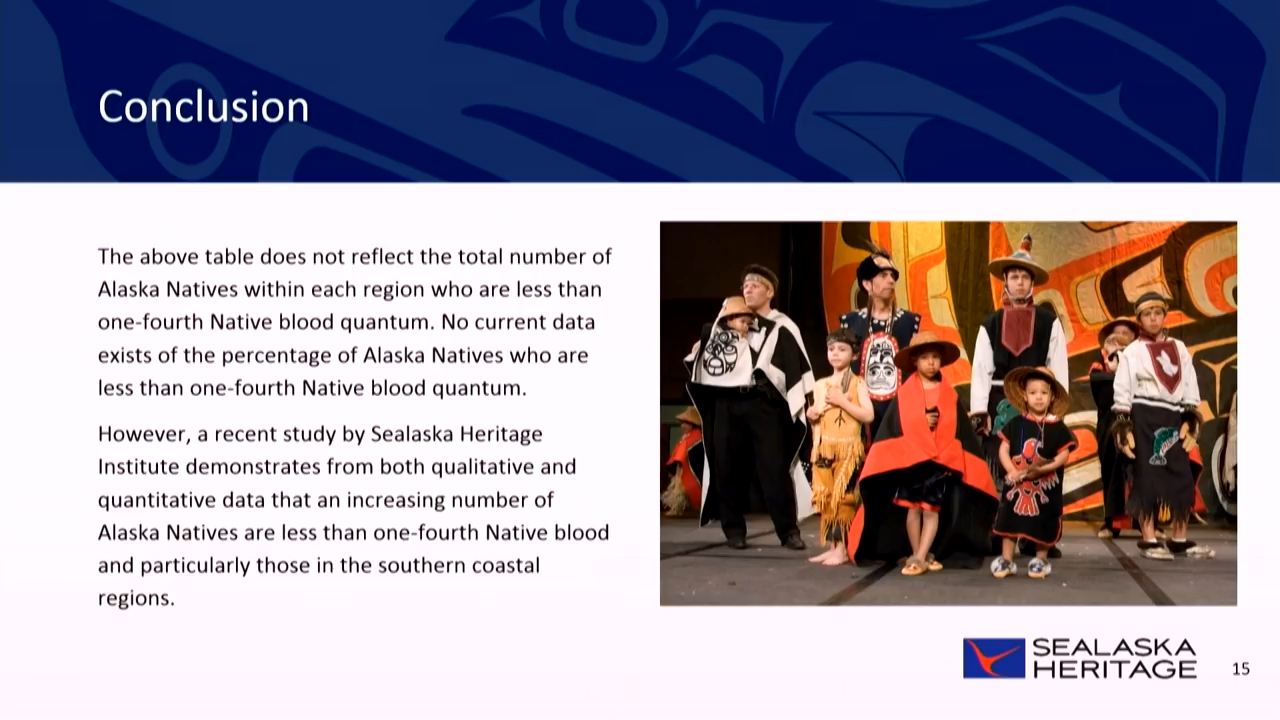 Conclusion
The above table does not reflect the total number of
Alaska Natives within each region who are less than
one-fourth Native blood quantum. No current data
exists of the percentage of Alaska Natives who are
less than one-fourth Native blood quantum.
However, a recent study by Sealaska Heritage
Institute demonstrates from both qualitative and
quantitative data that an increasing number of
Alaska Natives are less than one-fourth Native blood
and particularly those in the southern coastal
regions.
SEALASKA
HERITAGE
15